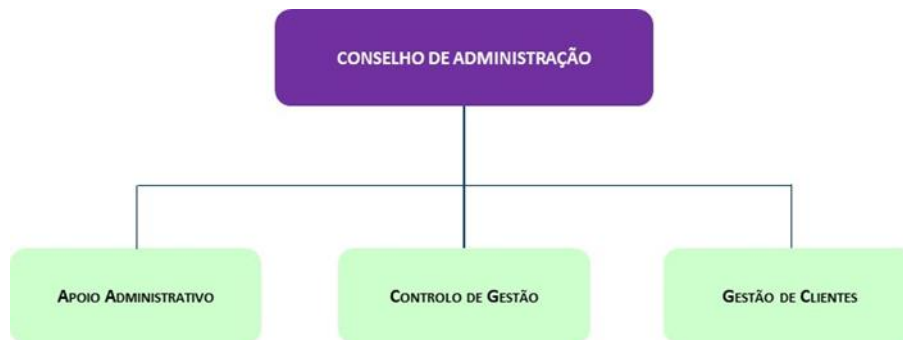 CONSELHO DE ADMINISTRAÇÃO
APOIO ADMINISTRATIVO
CONTROLO DE GESTÃO
GESTÃO DE CLIENTES